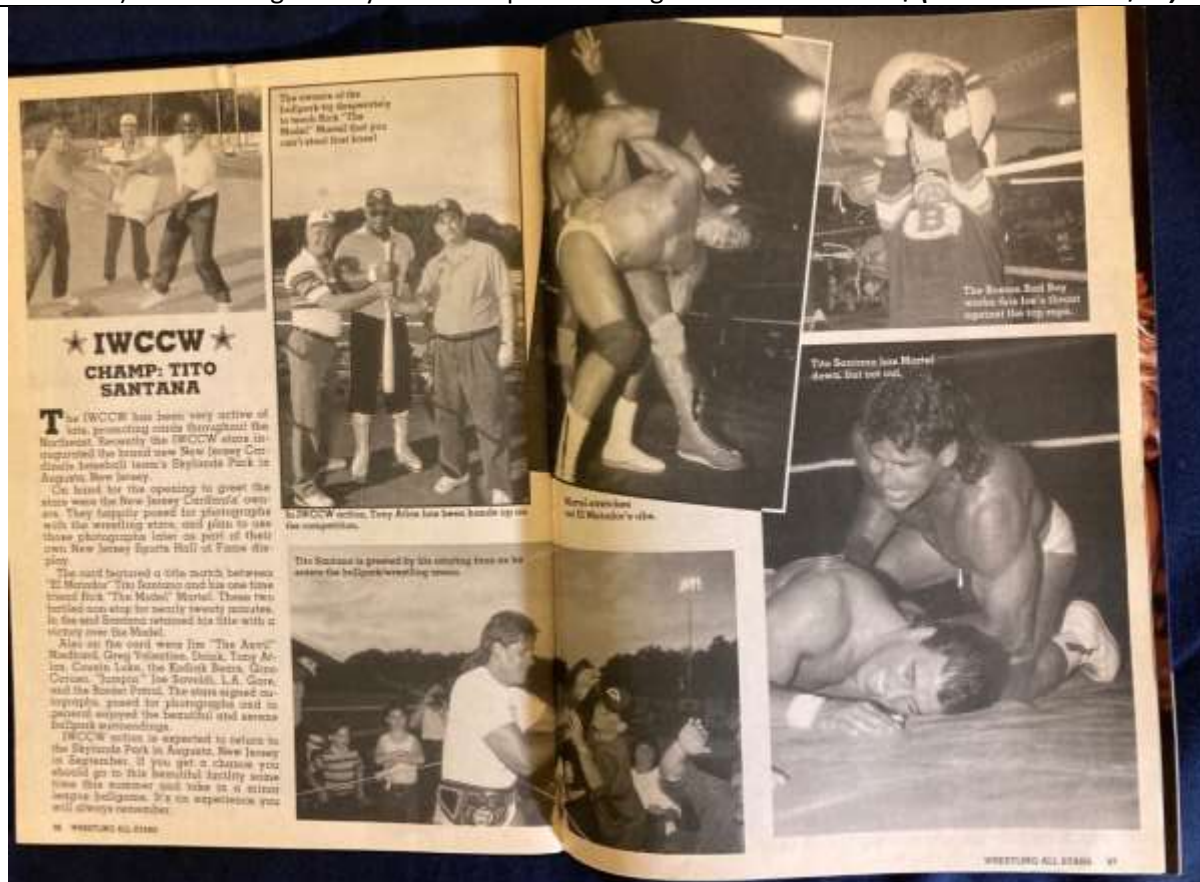 The owners of the
ballpark try desperately
to teach Rick "The
Model" Martel that you
can't steal first base!
★ IWCCW ★
CHAMP: TITO
SANTANA
The IWCCW has been very active of
late, promoting cards throughout the
Northeast. Recently the IWCCW stars in-
augurated the brand new New Jersey Car-
dinals baseball team's Skylands Park in
Augusta, New Jersey.
On hand for the opening to greet the
stars were the New Jersey Cardinals' own-
ers. They happily posed for photographs
with the wrestling stars, and plan to use
those photographs later as part of their
own New Jersey Sports Hall of Fame dis-
play.
The card featured a title match between
"El Matador" Tito Santana and his one time
friend Rick "The Model" Martel. These two
battled non-stop for nearly twenty minutes.
In the end Santana retained his title with a
victory over the Model.
Also on the card were Jim "The Anvil"
Neidhard, Greg Valentine, Doink, Tony At-
las, Cousin Luke, the Kodiak Bears, Gino
Caruso, "Jumpin" Joe Savoldi, L.A. Gore,
and the Border Patrol. The stars signed au-
tographs, posed for photographs and in
general enjoyed the beautiful and serene
ballpark surroundings.
IWCCW action is expected to return to
the Skylands Park in Augusta, New Jersey
in September. If you get a chance you
should go to this beautiful facility some
time this summer and take in a minor
league ballgame. It's an experience you
will always remember.
WRESTLING ALL STARS
In IWCCW action, Tony Atlas has been hands up on
the competition.
Tito Santana is greeted by his adoring fans as he
enters the ballpark/wrestling arena.
Martel
on El Matador's ribs.
B
The Boston Bad Boy
works this Joe's throat
against the top rope.
Tito Santana has Martel
down, but not out.
WRESTLING ALL STARS